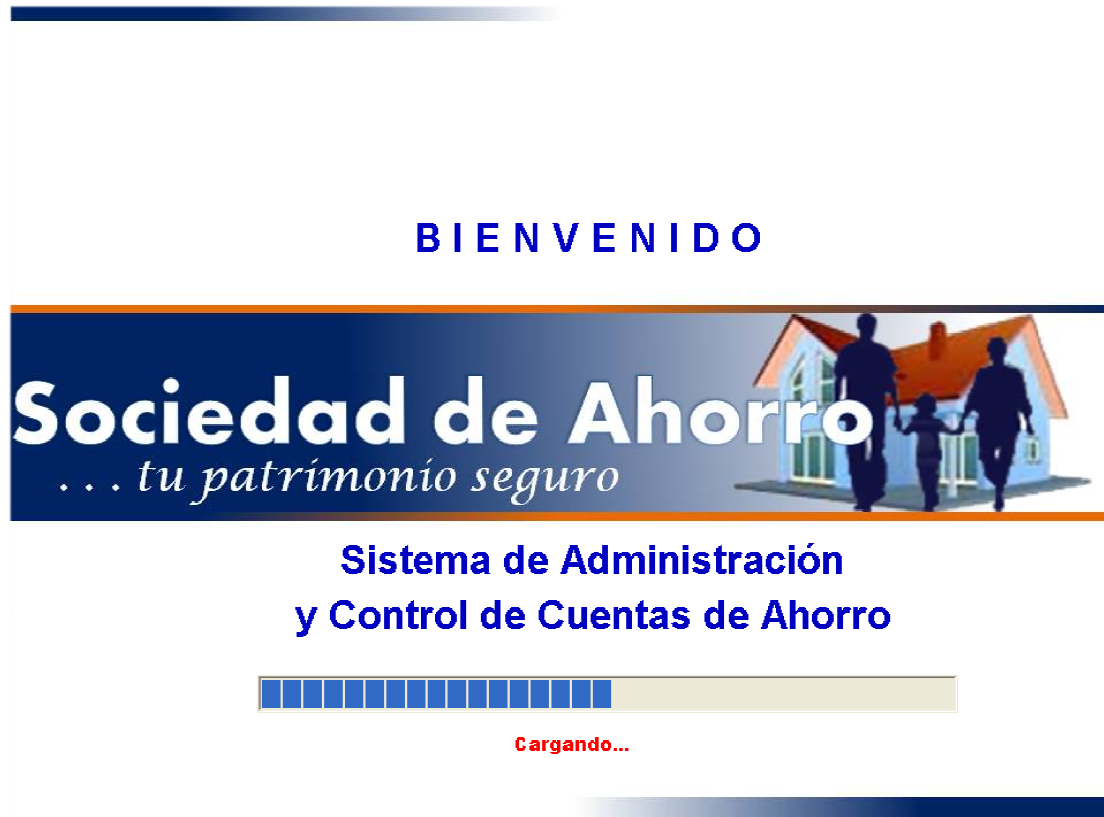 B I E N V E N I D O
Sociedad de Ahorro
. . . tu patrimonio seguro
Sistema de Administración
y Control de Cuentas de Ahorro
Cargando...